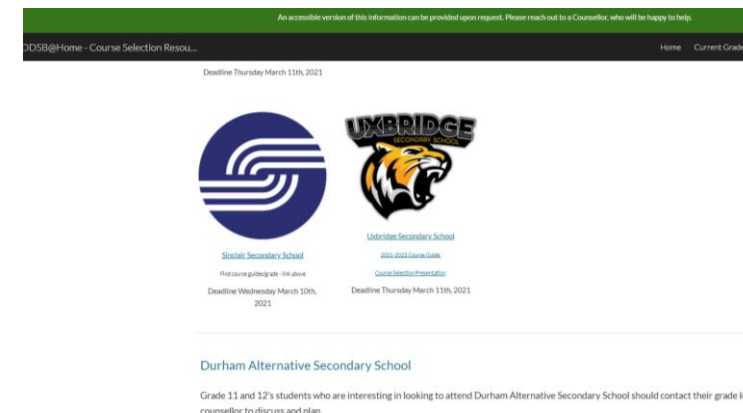 An accessible version of this information can be provided upon request. Please reach out to a Counsellor, who will be happy to help.
DDSB@Home - Course Selection Resou...
Home Current Grade
Deadline Thursday March 11th, 2021
UXBRIDGE
SECONDARY SCHOOL
Sinclair Secondary School
Find course guides/grade - link above
Deadline Wednesday March 10th,
2021
Uxbridge Secondary School
2021-2022 Course Guide
Course Selection Presentation
Deadline Thursday March 11th, 2021
Durham Alternative Secondary School
Grade 11 and 12's students who are interesting in looking to attend Durham Alternative Secondary School should contact their grade
counsellor to discuss and plan